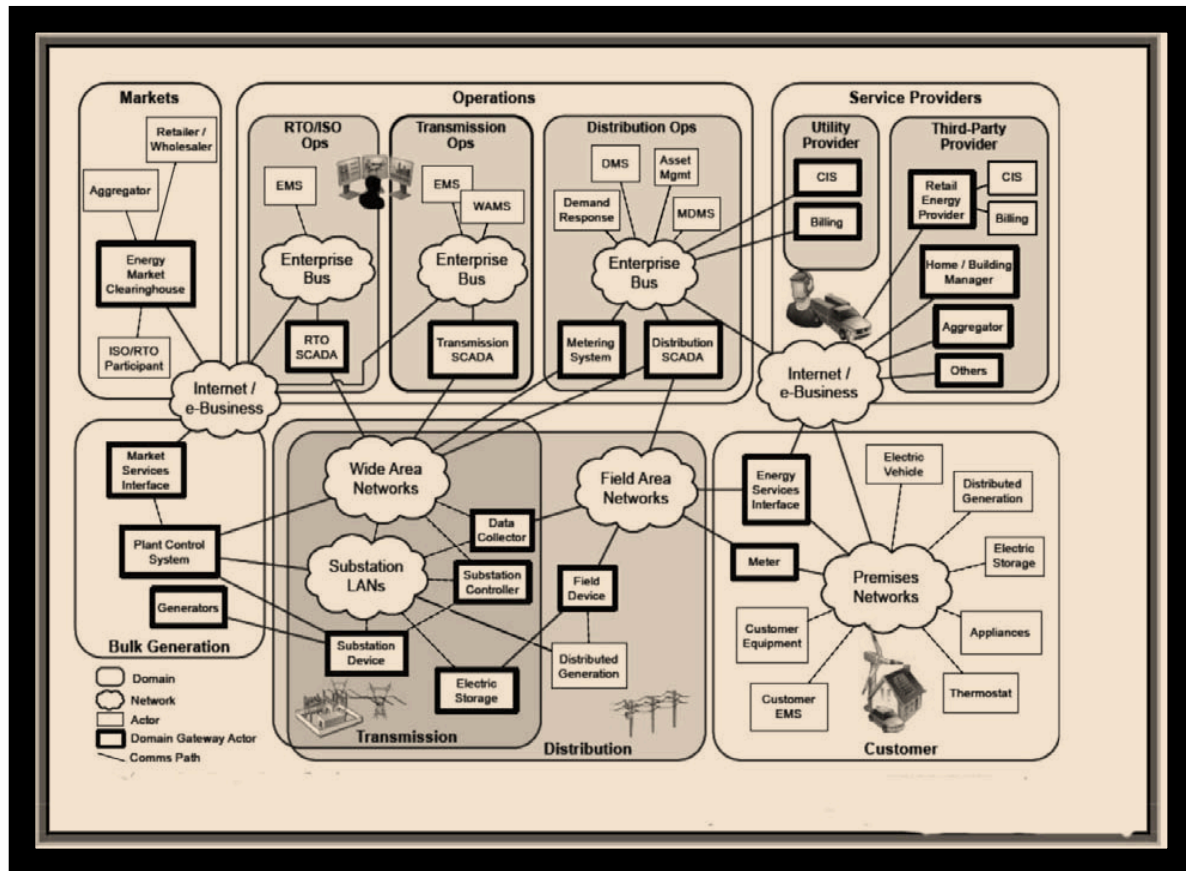 Markets
Retailer /
Wholesaler
Aggregator
Energy
Market
Clearinghouse
ISO/RTO
Participant
Operations
RTO/ISO
Ops
EMS
Enterprise
Bus
RTO
SCADA
Transmission
Ops
EMS
WAMS
Enterprise
Bus
Transmission
SCADA
Distribution Ops
DMS
Asset
Mgmt
Demand
Response
MDMS
Enterprise
Bus
Metering
System
Distribution
SCADA
Service Providers
Utility
Provider
CIS
Billing
Third-Party
Provider
Retail
Energy
Provider
CIS
Billing
Home / Building
Manager
Aggregator
Others
Internet /
e-Business
Internet /
e-Business
Market
Services
Interface
Plant Control
System
Generators
Bulk Generation
Wide Area
Networks
Substation
LANs
Data
Collector
Substation
Controller
Substation
Device
Electric
Storage
Transmission
Field Area
Networks
Field
Device
Distributed
Generation
Distribution
Energy
Services
Interface
Meter
Electric
Vehicle
Distributed
Generation
Electric
Storage
Premises
Networks
Customer
Equipment
Appliances
Customer
EMS
Thermostat
Customer
Domain
Network
Actor
Domain Gateway Actor
Comms Path